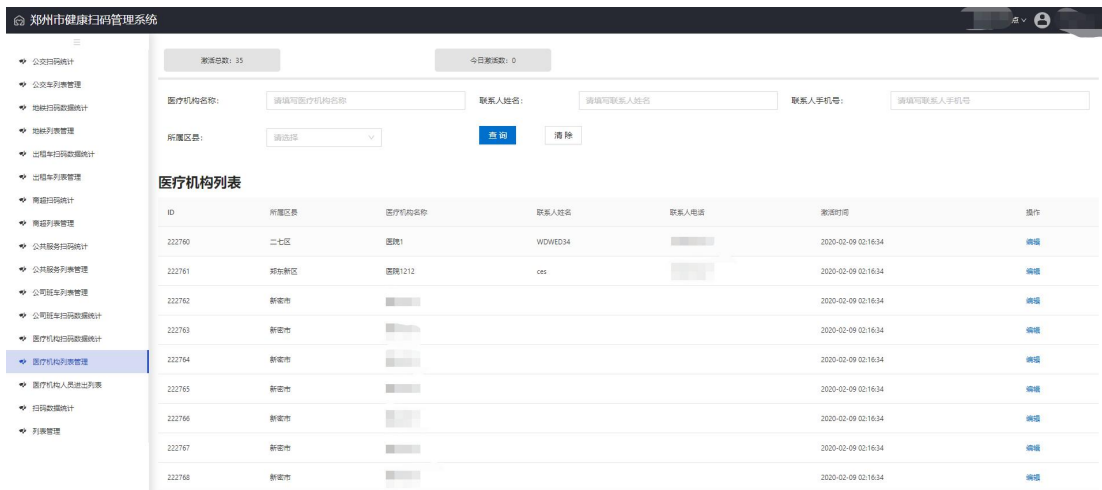 郑州市健康扫码管理系统
点
公交扫码统计
公交车列表管理
地铁扫码数据统计
地铁列表管理
出租车扫码数据统计
出租车列表管理
商超扫码统计
商超列表管理
公共服务扫码统计
公共服务列表管理
公司班车列表管理
公司班车扫码数据统计
医疗机构扫码数据统计
医疗机构列表管理
医疗机构人员进出列表
扫码数据统计
列表管理
激活总数：35 今日激活数：0
医疗机构名称： 请填写医疗机构名称 联系人姓名： 请填写联系人姓名 联系人手机号： 请填写联系人手机号
所属区县： 请选择 查询 清除
医疗机构列表
ID 所属区县 医疗机构名称 联系人姓名 联系人电话 激活时间 操作
222760 二七区 医院1 WDWED34 2020-02-09 02:16:34 编辑
222761 郑东新区 医院1212 ces 2020-02-09 02:16:34 编辑
222762 新密市 2020-02-09 02:16:34 编辑
222763 新密市 2020-02-09 02:16:34 编辑
222764 新密市 2020-02-09 02:16:34 编辑
222765 新密市 2020-02-09 02:16:34 编辑
222766 新密市 2020-02-09 02:16:34 编辑
222767 新密市 2020-02-09 02:16:34 编辑
222768 新密市 2020-02-09 02:16:34 编辑